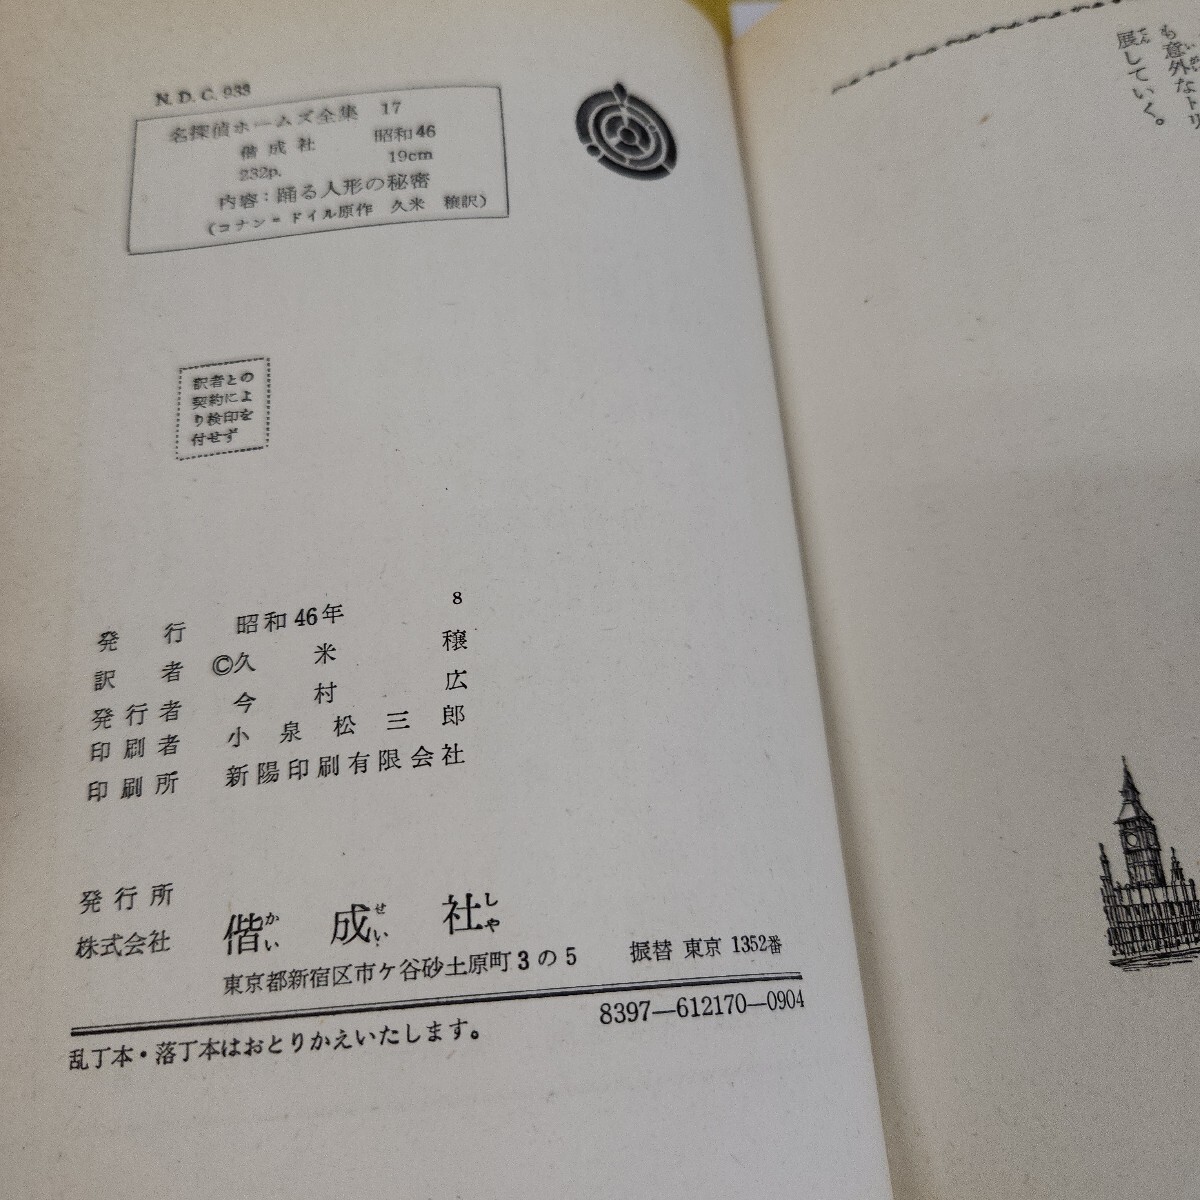 N. D. C. 933
名探偵ホームズ全集 17
偕成社 昭和46
232p. 19cm
内容：踊る人形の秘密
（コナン＝ドイル原作 久米 穣訳）
訳者との
契約によ
り検印を
付せず
発行 昭和46年 8
訳者 ©久米 穣
発行者 今村 広
印刷者 小泉松三郎
印刷所 新陽印刷有限会社
発行所
株式会社 偕成社
かい せい しや
東京都新宿区市ケ谷砂土原町3の5 振替 東京 1352番
8397—612170—0904
乱丁本・落丁本はおとりかえいたします。
も意外なトリ
展していく。